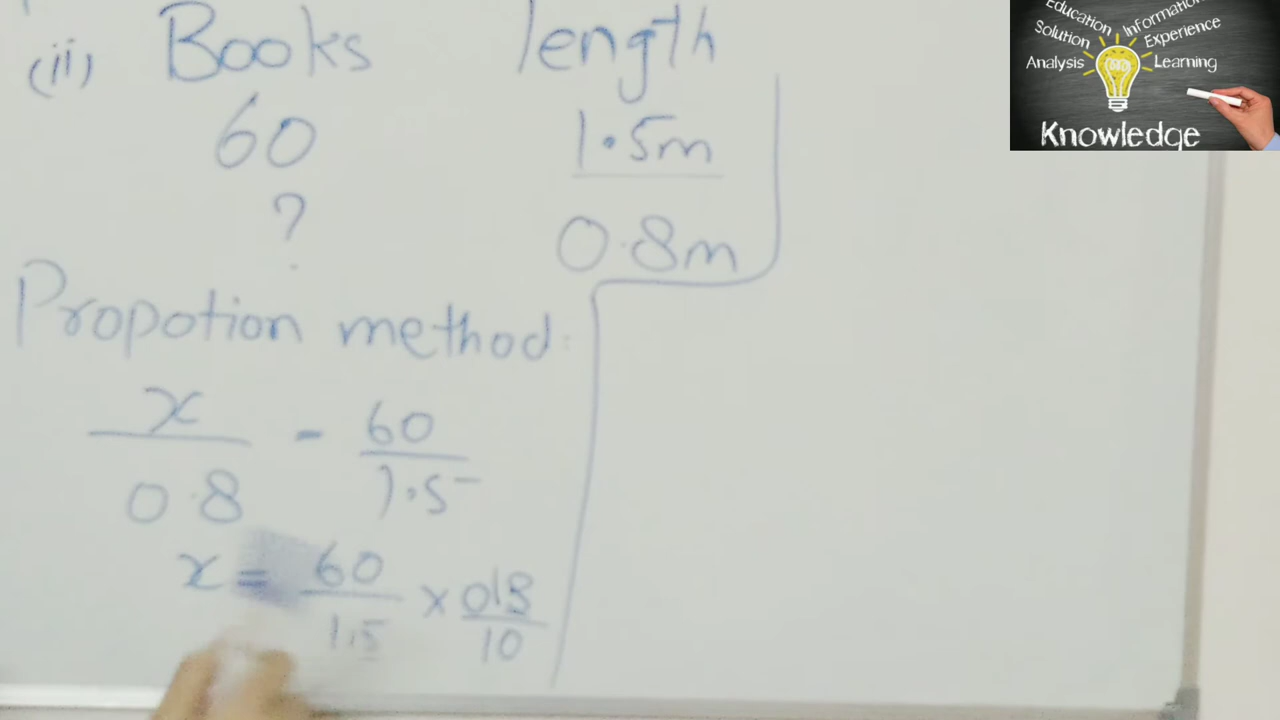 (ii) Books length
60 1.5m
? 0.8m
Propotion method:
x/0.8 - 60/1.5
x = 60/1.5 × 0.8/10
Education Information
Solution Experience
Analysis Learning
Knowledge